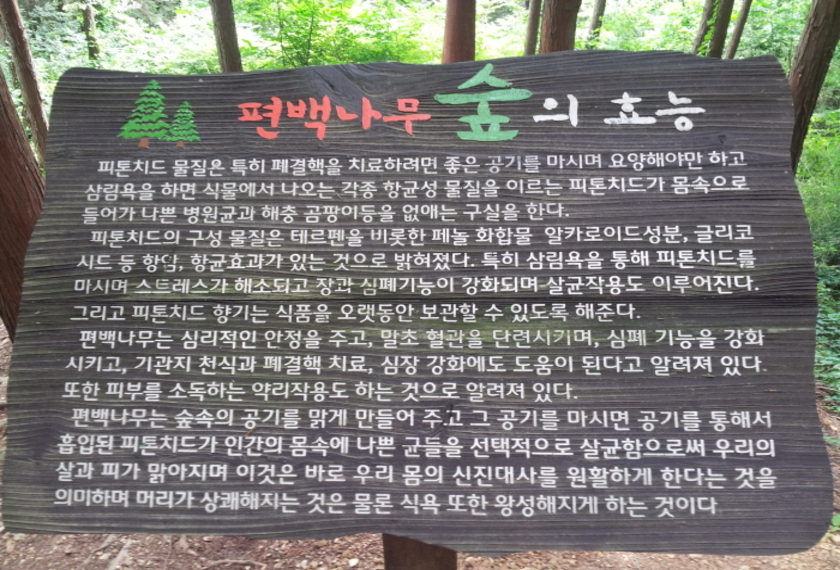 편백나무 숲의 효능
피톤치드 물질은 특히 폐결핵을 치료하려면 좋은 공기를 마시며 요양해야만 하고
삼림욕을 하면 식물에서 나오는 각종 항균성 물질을 이르는 피톤치드가 몸속으로
들어가 나쁜 병원균과 해충 곰팡이등을 없애는 구실을 한다.
피톤치드의 구성 물질은 테르펜을 비롯한 페놀 화합물 알카로이드성분, 글리코
시드 등 항암, 항균효과가 있는 것으로 밝혀졌다. 특히 삼림욕을 통해 피톤치드를
마시며 스트레스가 해소되고 장과 심폐기능이 강화되며 살균작용도 이루어진다.
그리고 피톤치드 향기는 식품을 오랫동안 보관할 수 있도록 해준다.
편백나무는 심리적인 안정을 주고, 말초 혈관을 단련시키며, 심폐 기능을 강화
시키고, 기관지 천식과 폐결핵 치료, 심장 강화에도 도움이 된다고 알려져 있다.
또한 피부를 소독하는 약리작용도 하는 것으로 알려져 있다.
편백나무는 숲속의 공기를 맑게 만들어 주고 그 공기를 마시면 공기를 통해서
흡입된 피톤치드가 인간의 몸속에 나쁜 균들을 선택적으로 살균함으로써 우리의
살과 피가 맑아지며 이것은 바로 우리 몸의 신진대사를 원활하게 한다는 것을
의미하며 머리가 상쾌해지는 것은 물론 식욕 또한 왕성해지게 하는 것이다